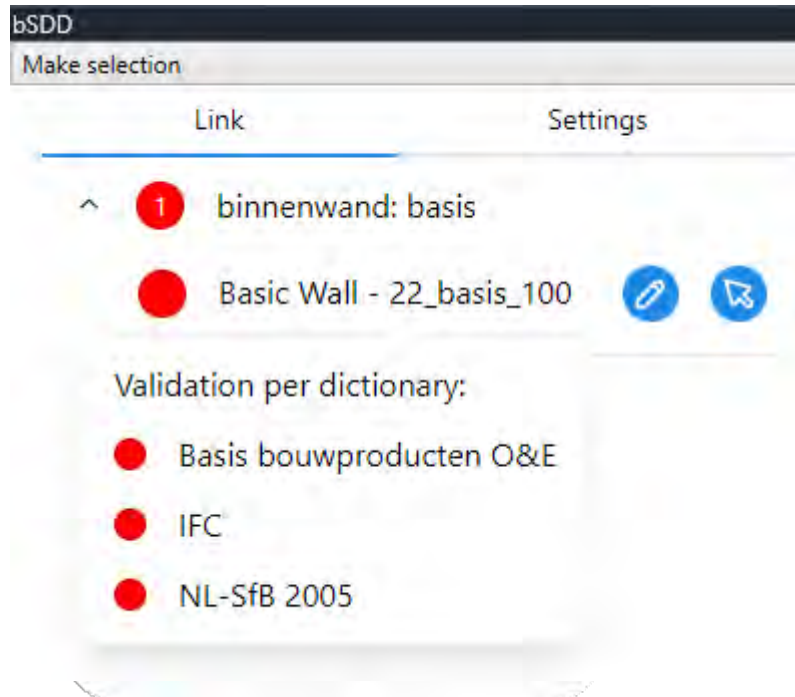 bSDD
Make selection
Link Settings
1 binnenwand: basis
Basic Wall - 22_basis_100
Validation per dictionary:
Basis bouwproducten O&E
IFC
NL-SfB 2005